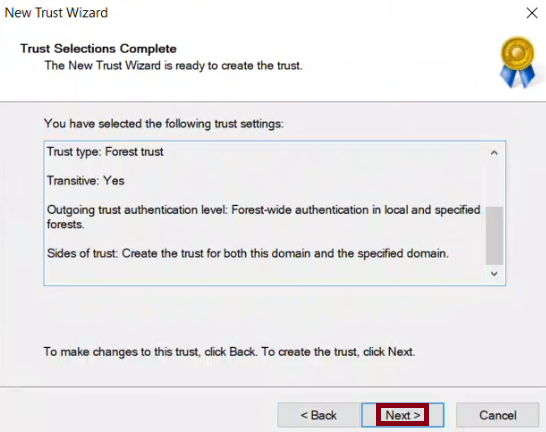 New Trust Wizard
Trust Selections Complete
The New Trust Wizard is ready to create the trust.
You have selected the following trust settings:
Trust type: Forest trust
Transitive: Yes
Outgoing trust authentication level: Forest-wide authentication in local and specified
forests.
Sides of trust: Create the trust for both this domain and the specified domain.
To make changes to this trust, click Back. To create the trust, click Next.
< Back
Next >
Cancel